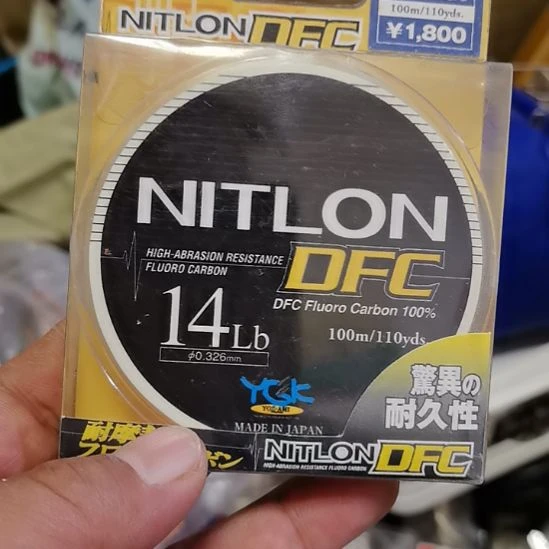 NITLON DFC
100m/110yds.
¥1,800
NITLON
HIGH-ABRASION RESISTANCE
FLUORO CARBON
DFC
DFC Fluoro Carbon 100%
14Lb
100m/110yds.
φ0.326mm
YGK
YOZ-AMI
MADE IN JAPAN
驚異の
耐久性
NITLON DFC
HIGH-ABRASION RESISTANCE FLUORO CARBON